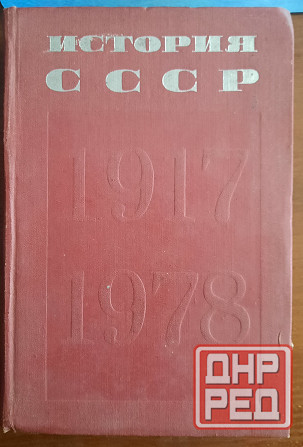 ИСТОРИЯ
СССР
1917
1978
ДНР
РЕД